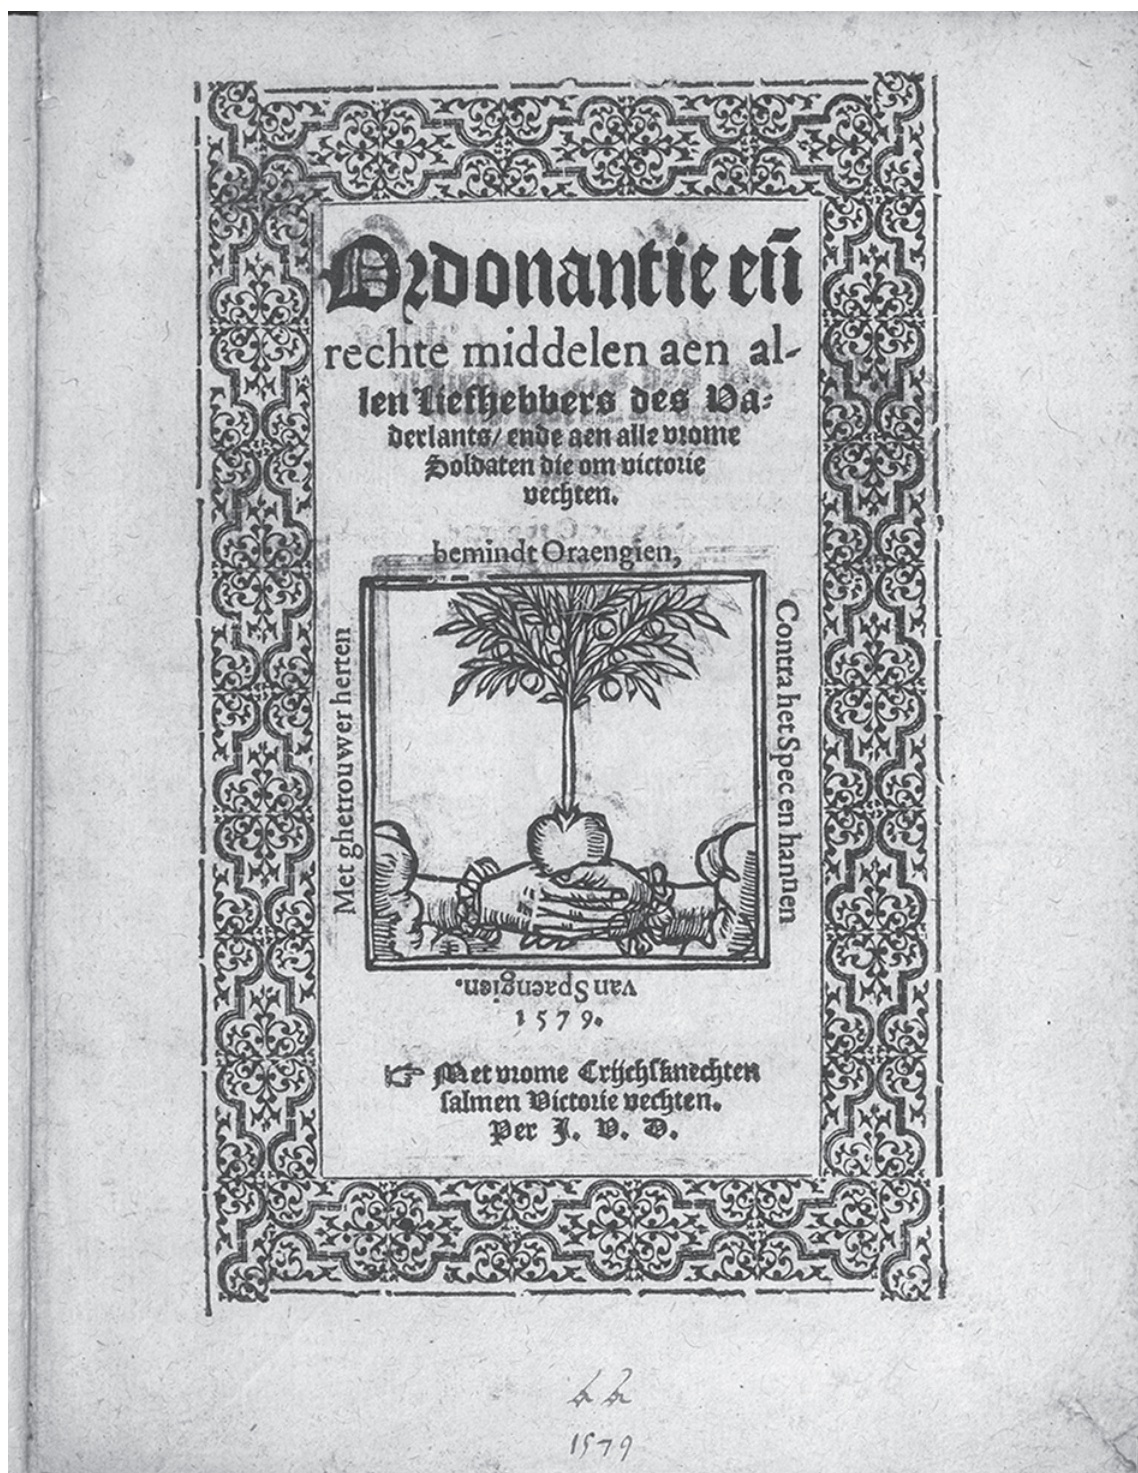 Ordonantie eñ
rechte middelen aen al-
len Liefhebbers des Va-
derlants/ ende aen alle vrome
Soldaten die om victorie
vechten.
Met ghetrouwer herten
bemindt Oraengien,
Contra het Spec en hannen
van Spaengien.
1579.
☞ Met vrome Crijchsknechten
salmen Victorie vechten.
Per J. V. D.
1579